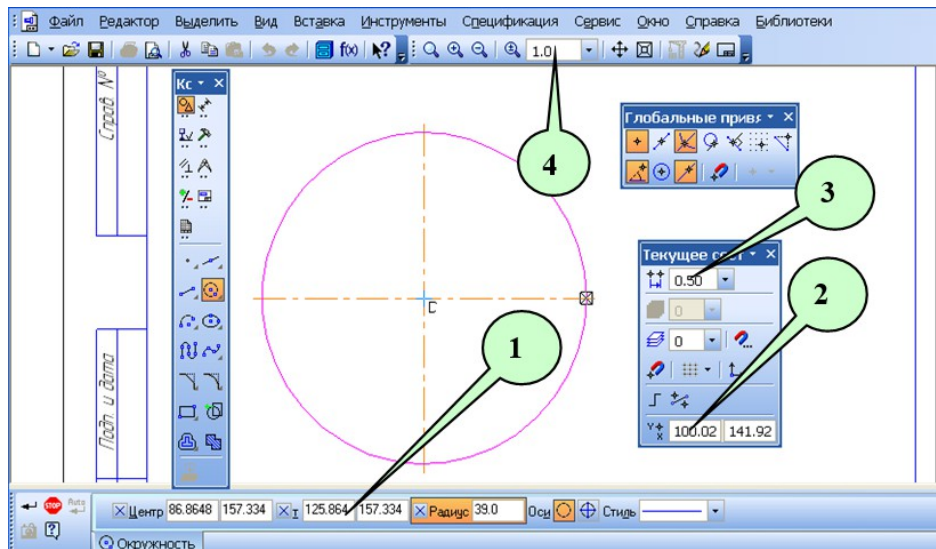 Файл Редактор Выделить Вид Вставка Инструменты Спецификация Сервис Окно Справка Библиотеки
f(x) 1.0
Справ. №
Кс
4
Глобальные привя
3
Текущее сост
0.50
2
0
0
1
Подп. и дата
100.02 141.92
Auto
STOP Центр 86.8648 157.334 т 125.864 157.334 Радиус 39.0 Оси Стиль
Окружность